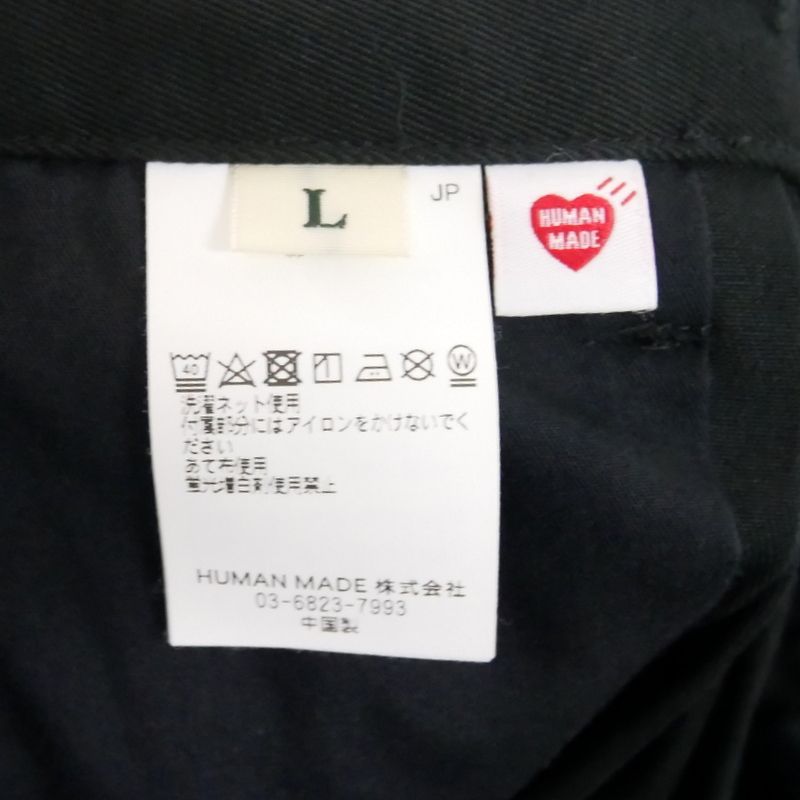 L
JP
HUMAN
MADE
40
W
洗濯ネット使用
付属部分にはアイロンをかけないでく
ださい
あて布使用
蛍光増白剤使用禁止
HUMAN MADE 株式会社
03-6823-7993
中国製